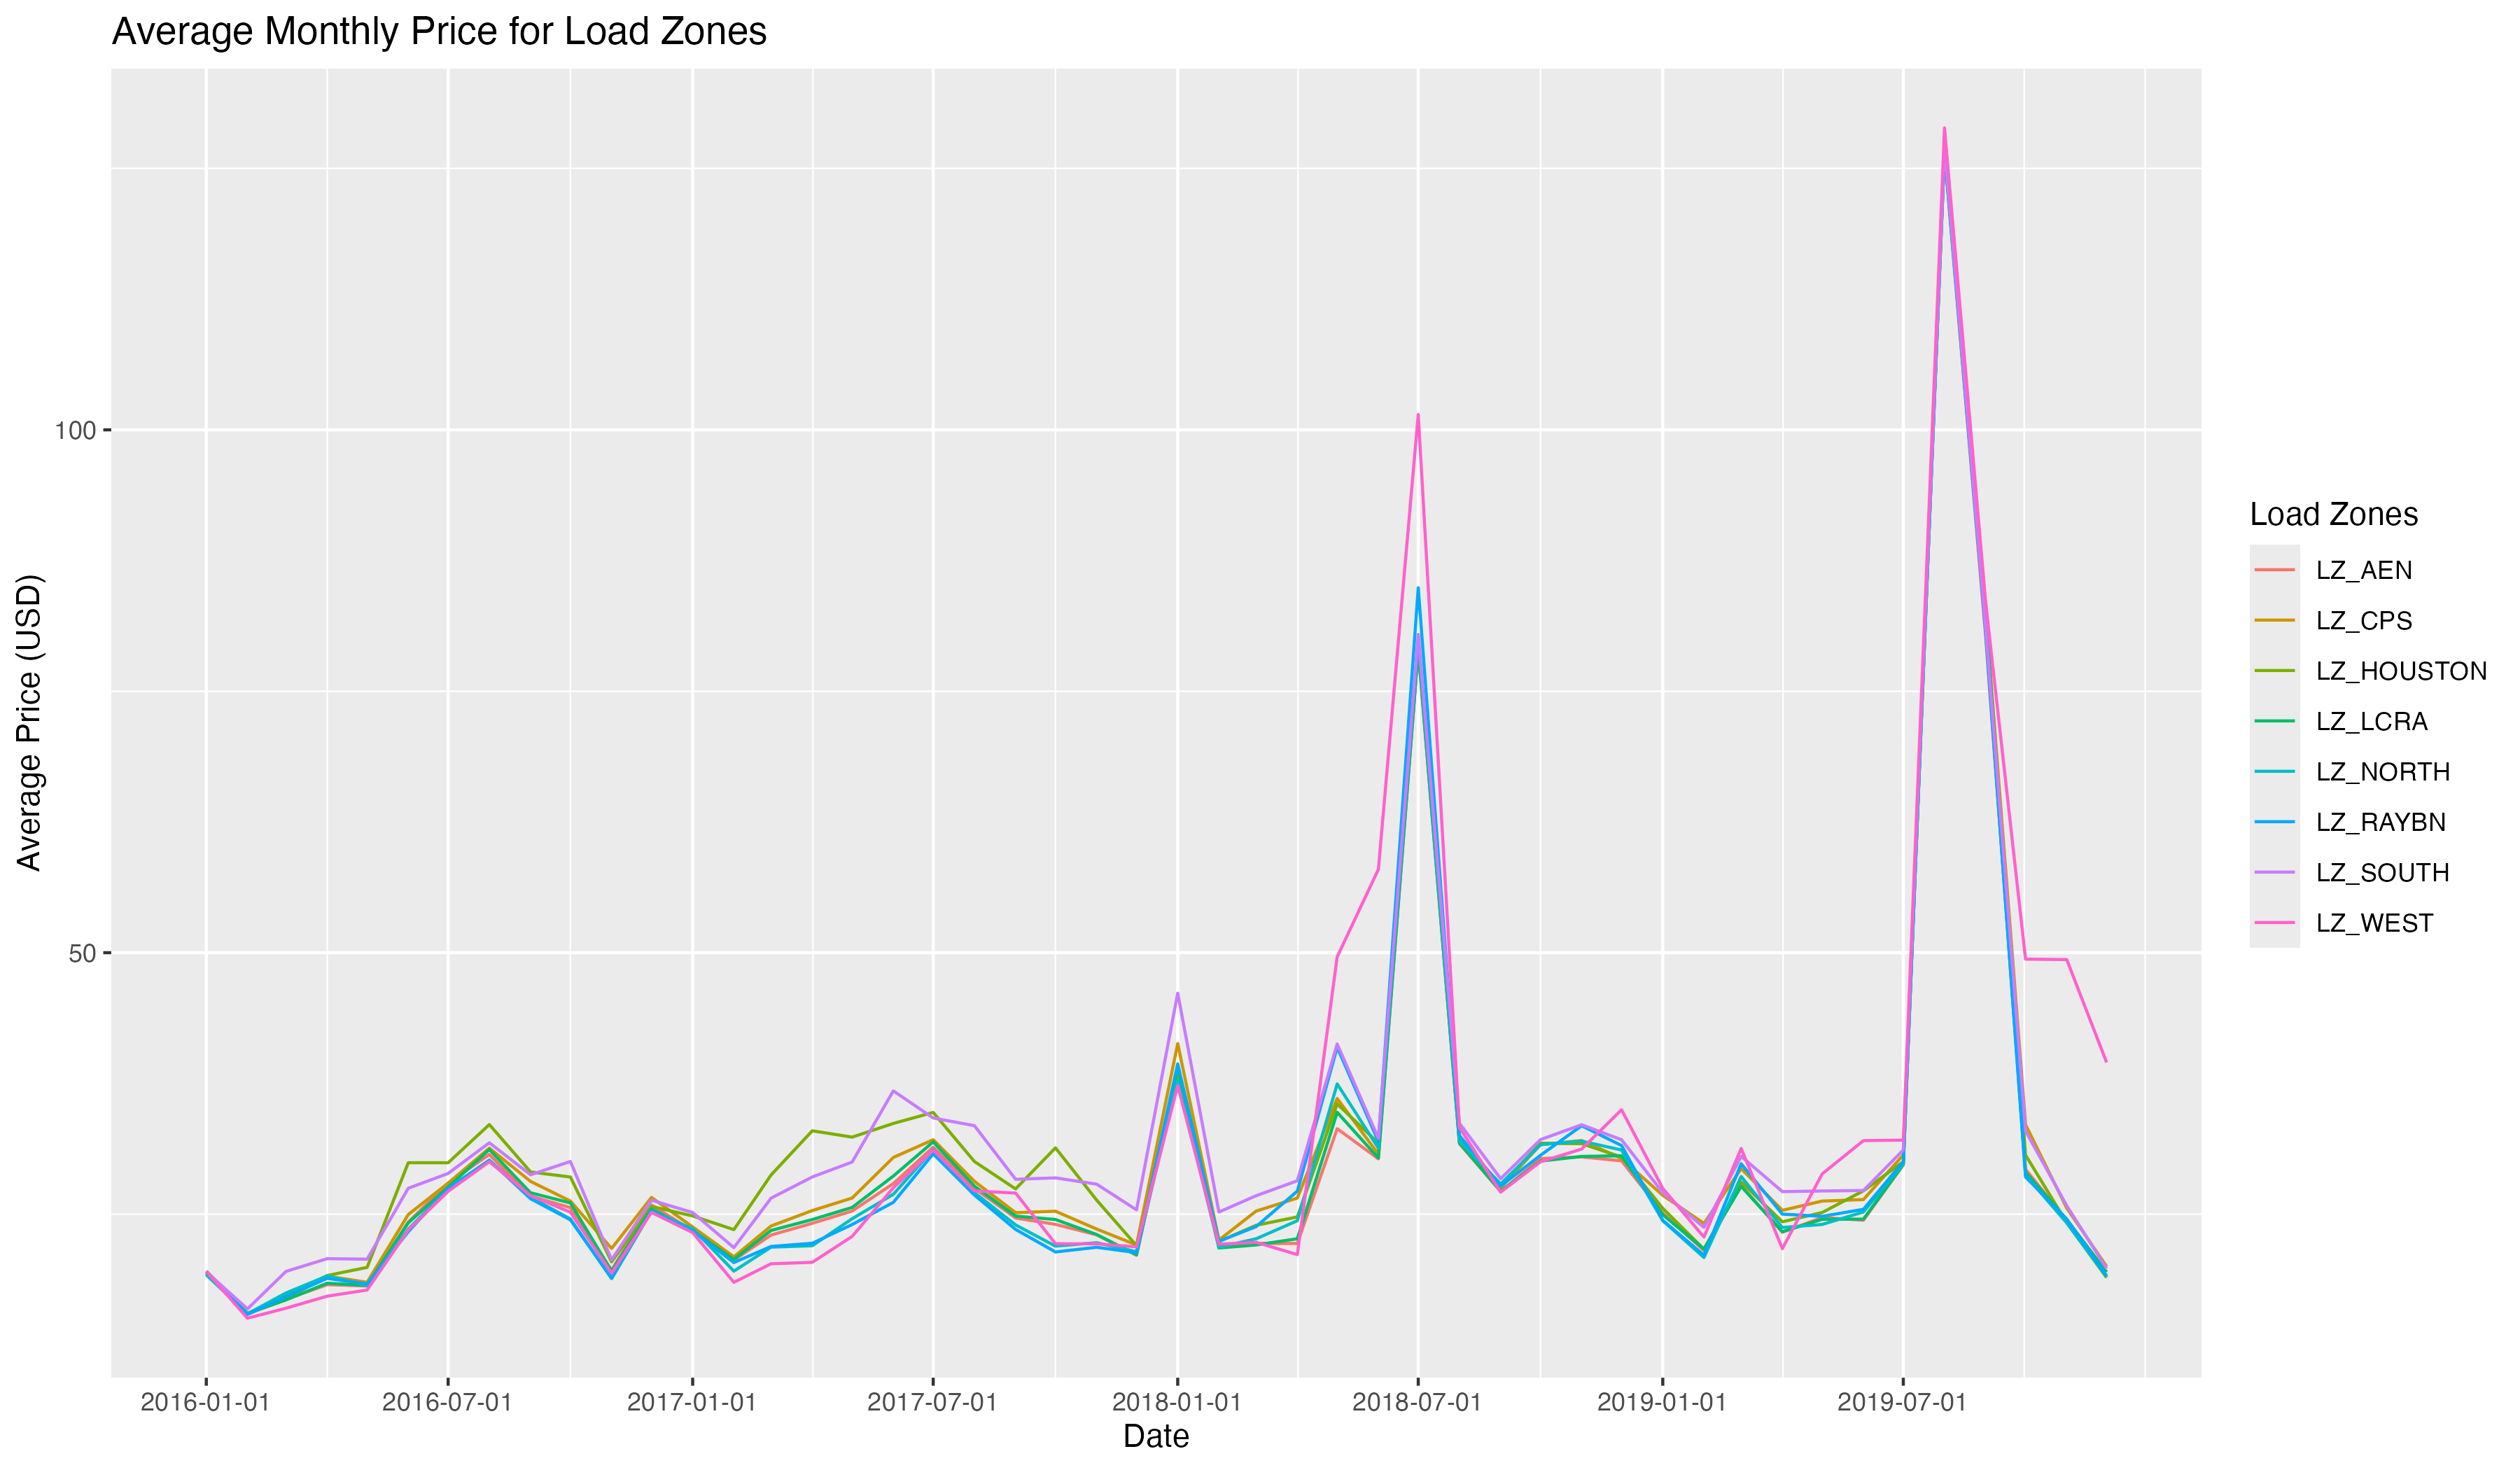 Average Monthly Price for Load Zones
Average Price (USD)
100
50
2016-01-01
2016-07-01
2017-01-01
2017-07-01
2018-01-01
2018-07-01
2019-01-01
2019-07-01
Date
Load Zones
LZ_AEN
LZ_CPS
LZ_HOUSTON
LZ_LCRA
LZ_NORTH
LZ_RAYBN
LZ_SOUTH
LZ_WEST